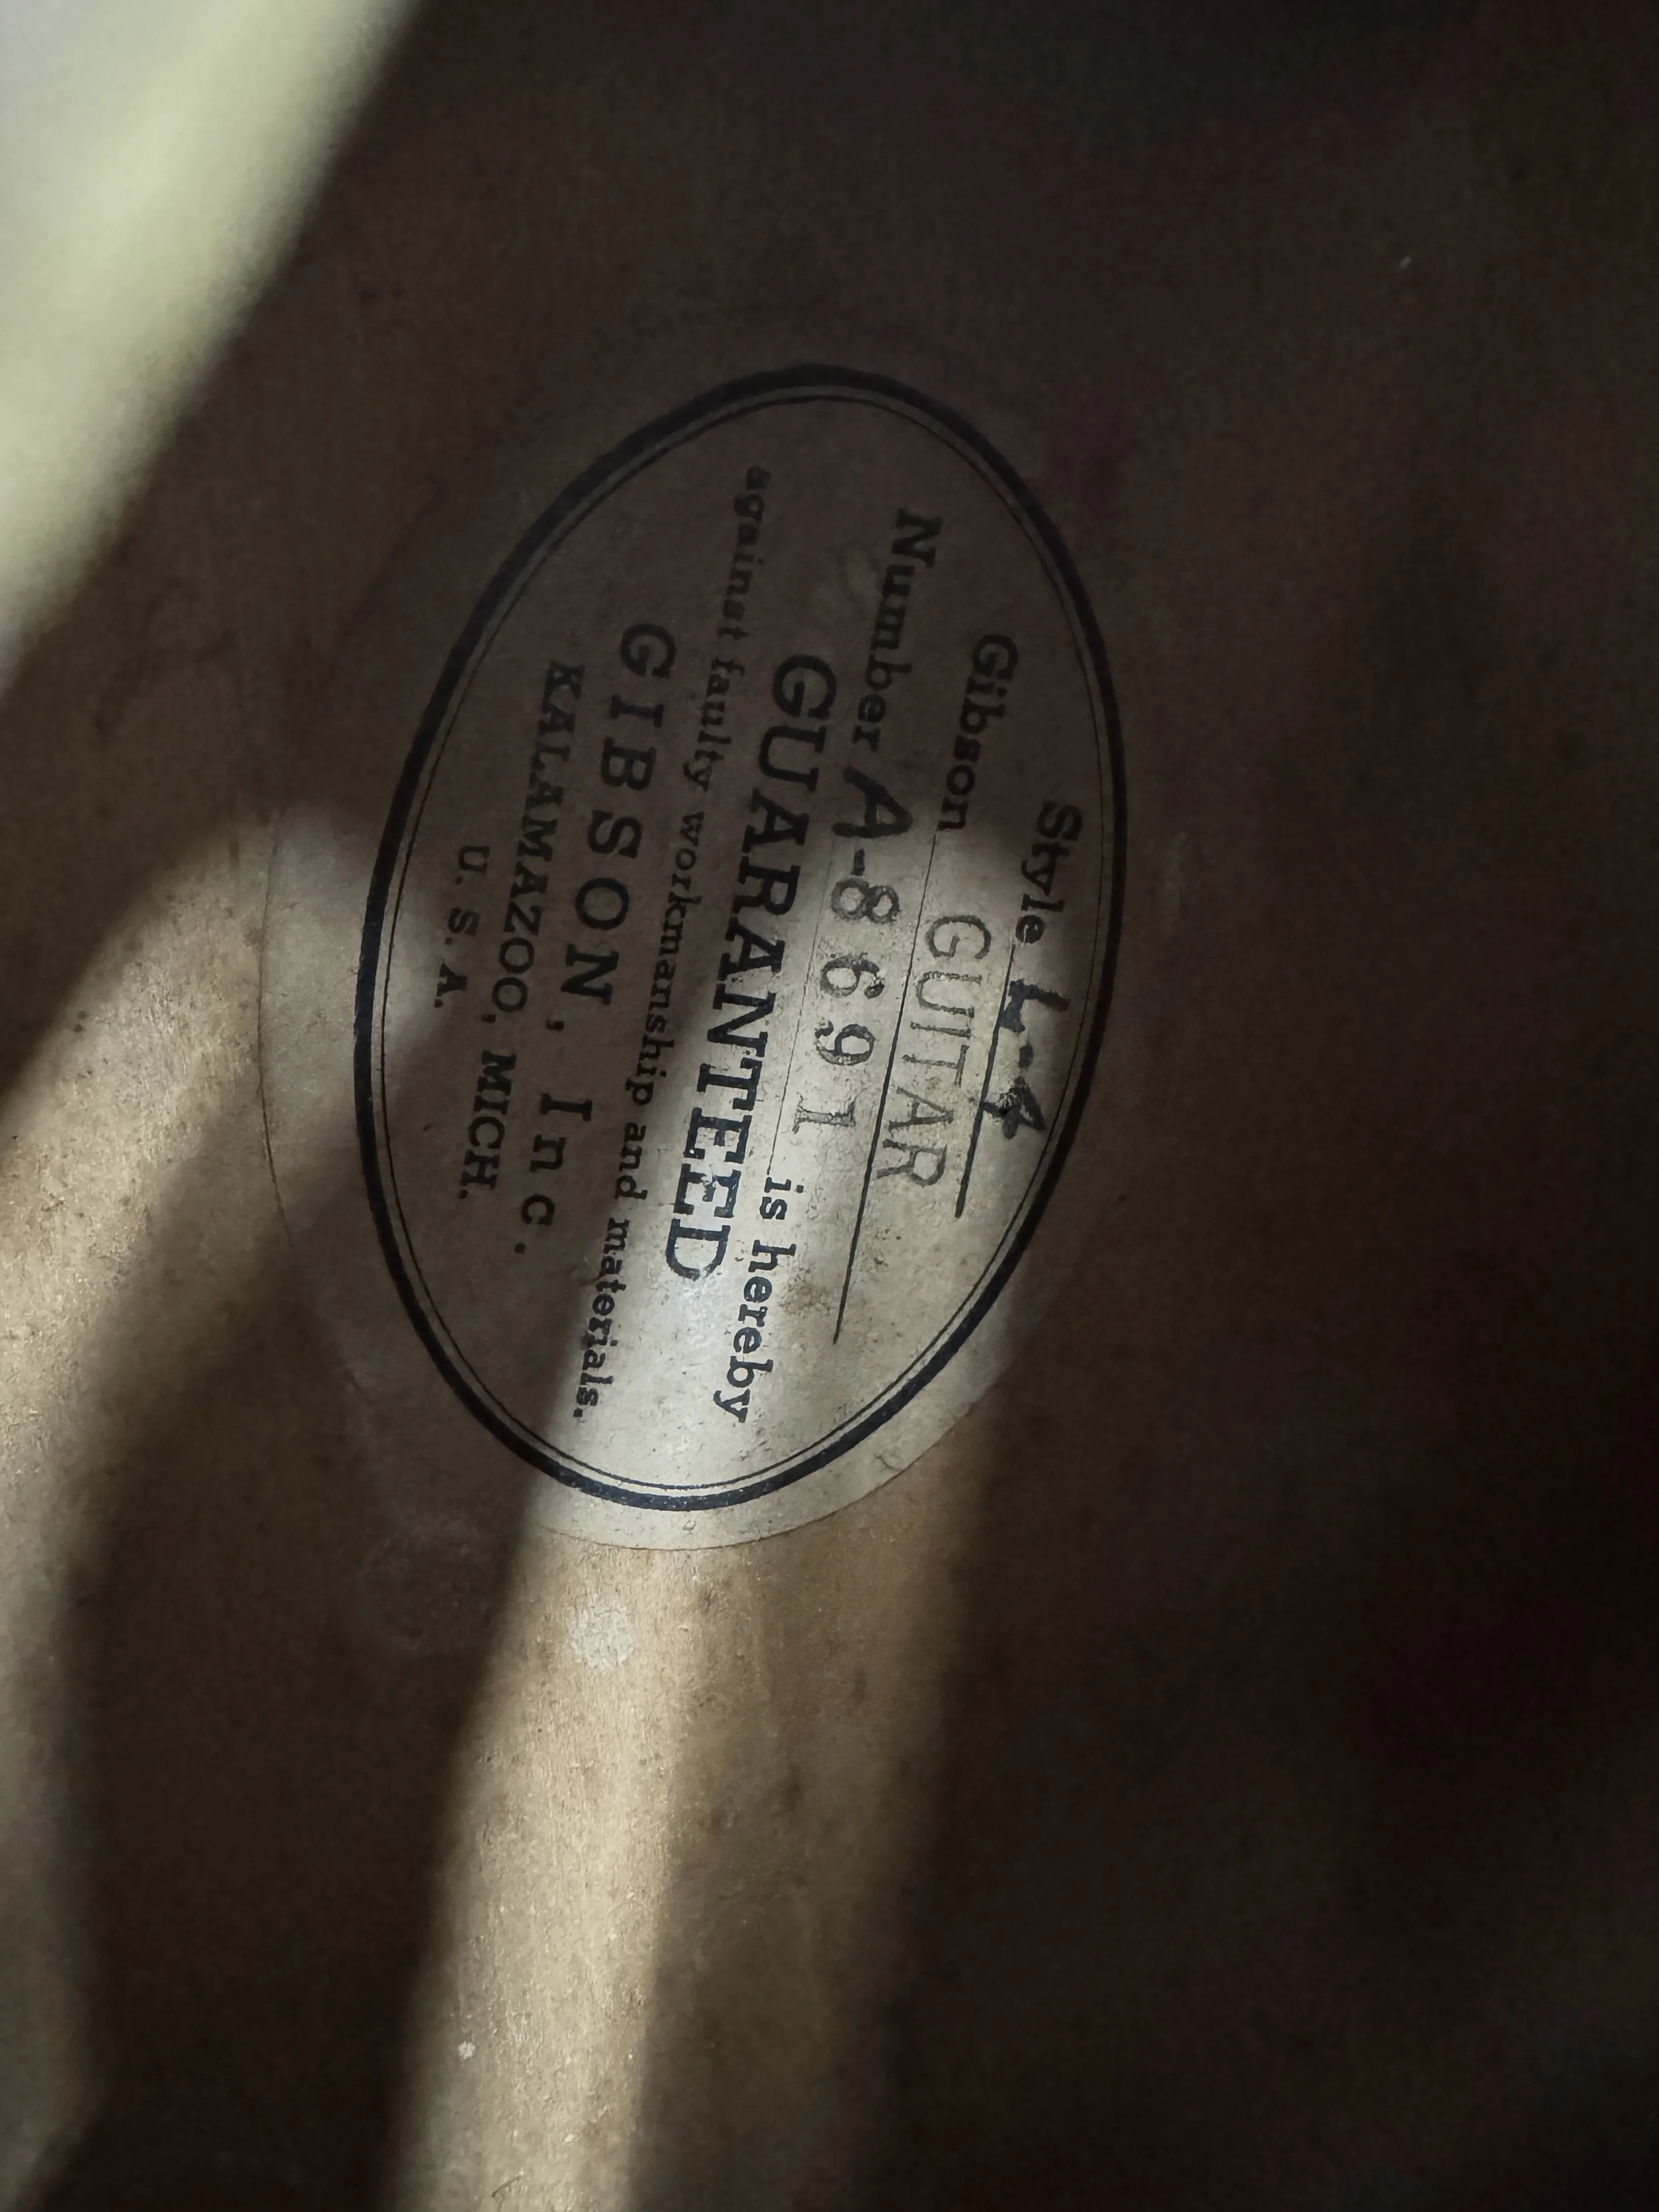 Style L-4
Gibson GUITAR
Number A-8691 is hereby
GUARANTEED
against faulty workmanship and materials.
GIBSON, Inc.
KALAMAZOO, MICH.
U. S. A.